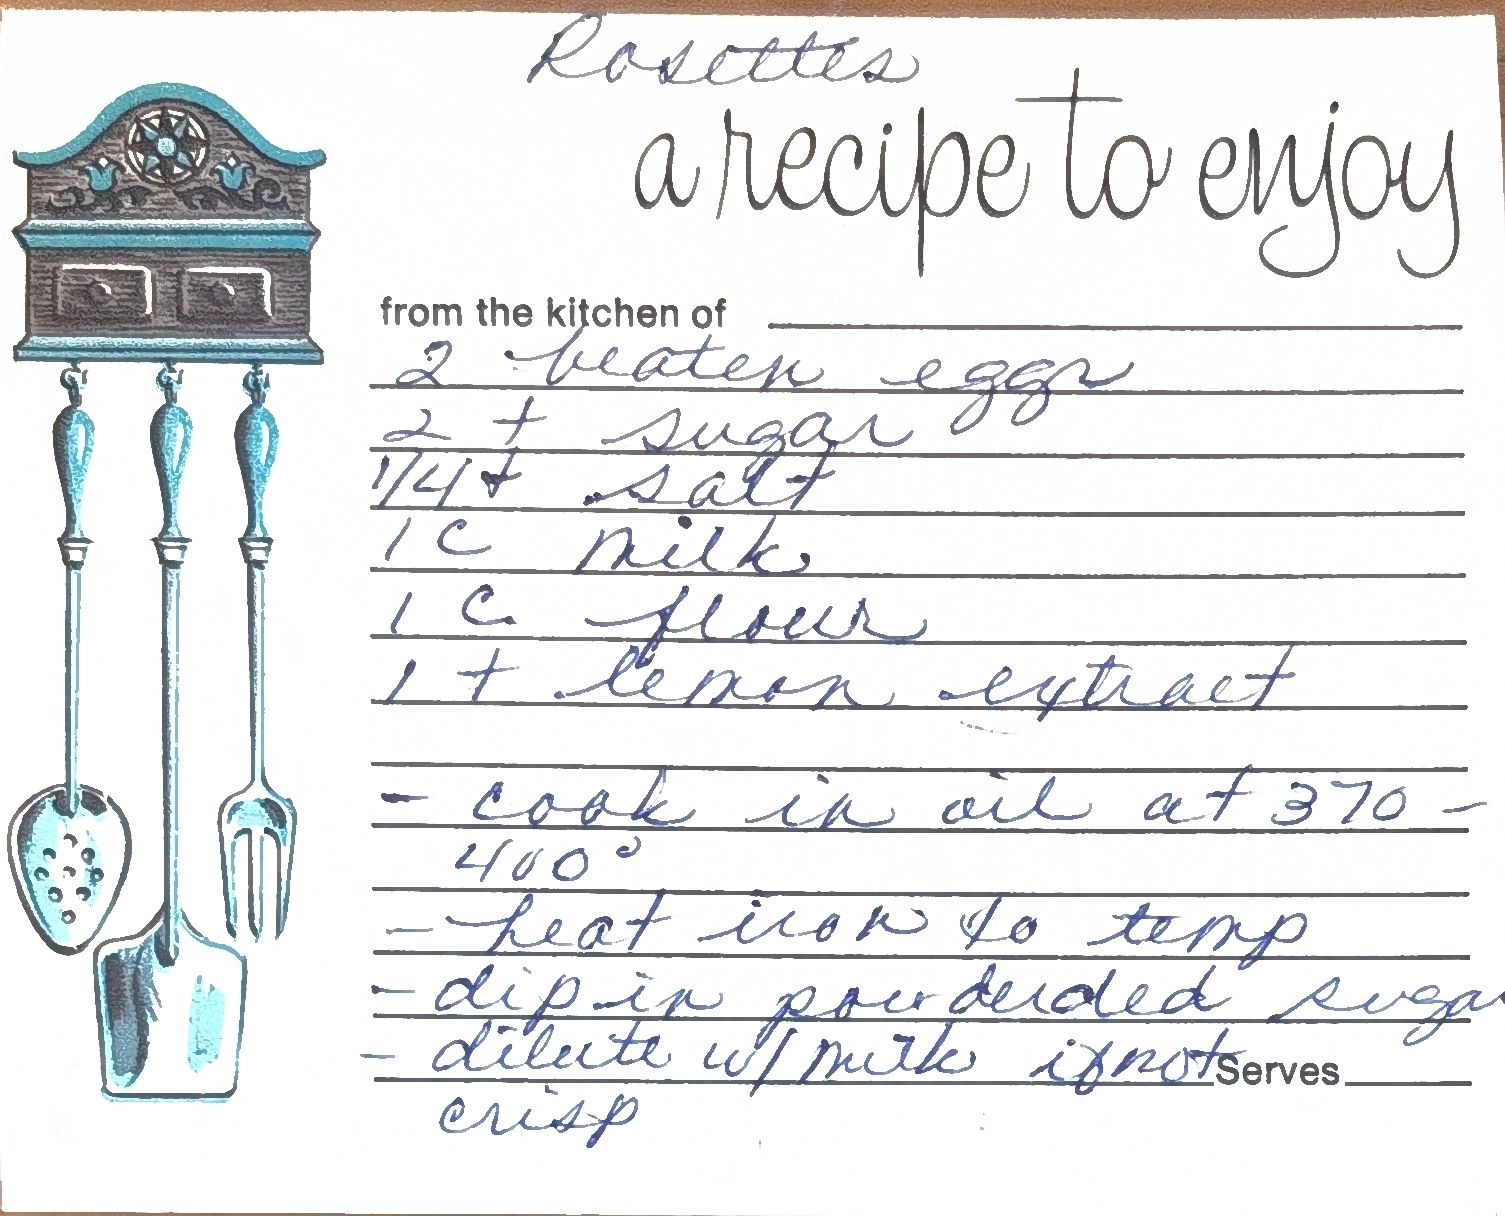 Rosettes
a recipe to enjoy
from the kitchen of
2 beaten eggs
2 t sugar
1/4 t salt
1 c milk
1 c. flour
1 t lemon extract
- cook in oil at 370 -
400°
- heat iron to temp
- dip in powderded sugar
- dilute w/ milk if not Serves
crisp